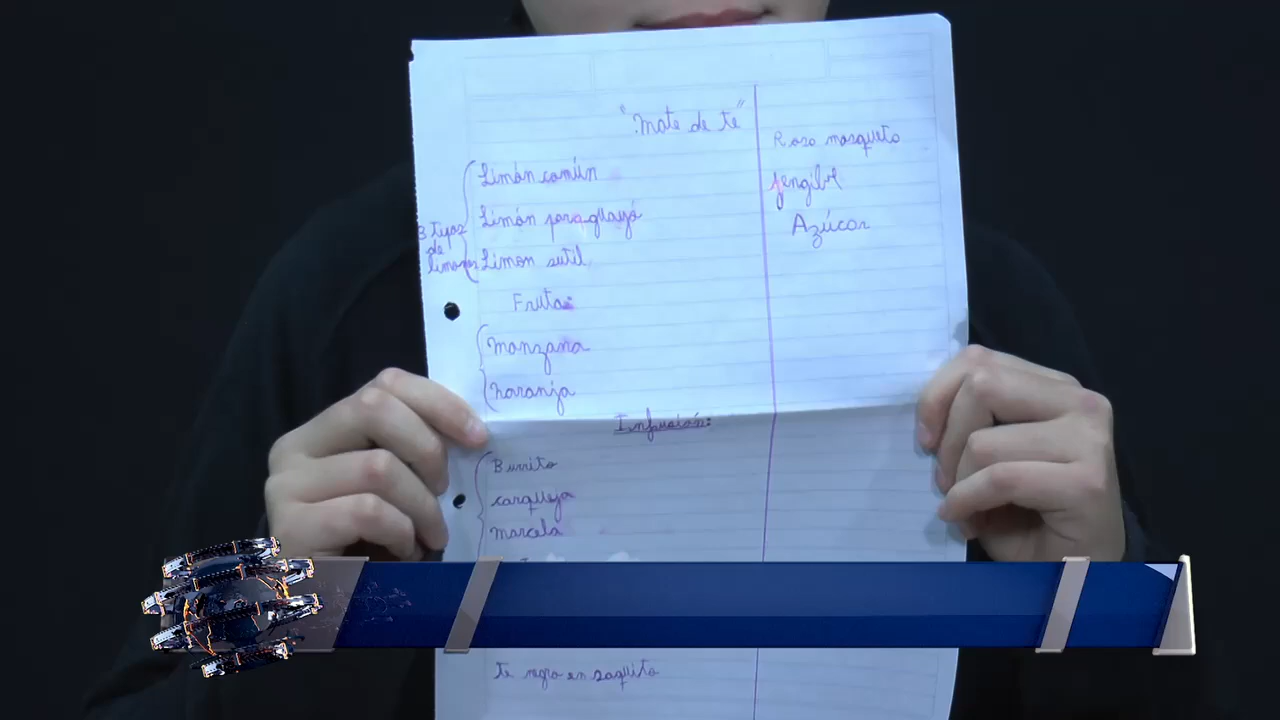 "Mate de te"
3 tipos
de
limones
Limón común
Limón paraguayo
Limon sutil
Frutas
Manzana
naranja
Infusión:
Burrito
carqueja
marcela
te negro en saquito
Rosa mosqueta
Jengibre
Azúcar